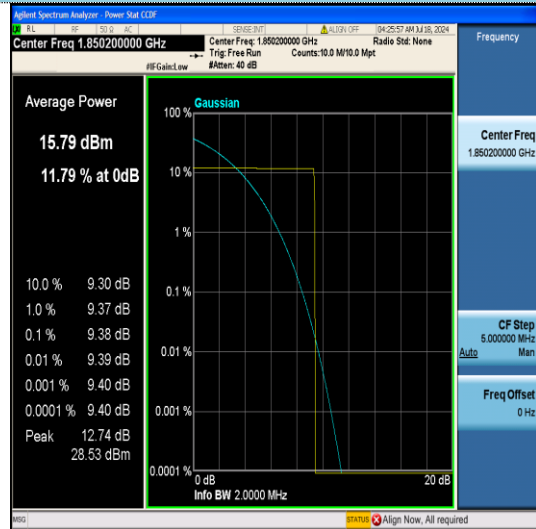 Agilent Spectrum Analyzer - Power Stat CCDF
RL RF 50 Ω AC SENSE:INT ALIGN OFF 04:25:57 AM Jul 18, 2024
Center Freq 1.850200000 GHz
Center Freq: 1.850200000 GHz Radio Std: None
Trig: Free Run Counts:10.0 M/10.0 Mpt
#IFGain:Low #Atten: 40 dB
Frequency
Average Power
15.79 dBm
11.79 % at 0dB
10.0 % 9.30 dB
1.0 % 9.37 dB
0.1 % 9.38 dB
0.01 % 9.39 dB
0.001 % 9.40 dB
0.0001 % 9.40 dB
Peak 12.74 dB
28.53 dBm
Gaussian
100 %
10 %
1 %
0.1 %
0.01 %
0.001 %
0.0001 %
0 dB 20 dB
Info BW 2.0000 MHz
Center Freq
1.850200000 GHz
CF Step
5.000000 MHz
Auto Man
Freq Offset
0 Hz
MSG STATUS Align Now, All required